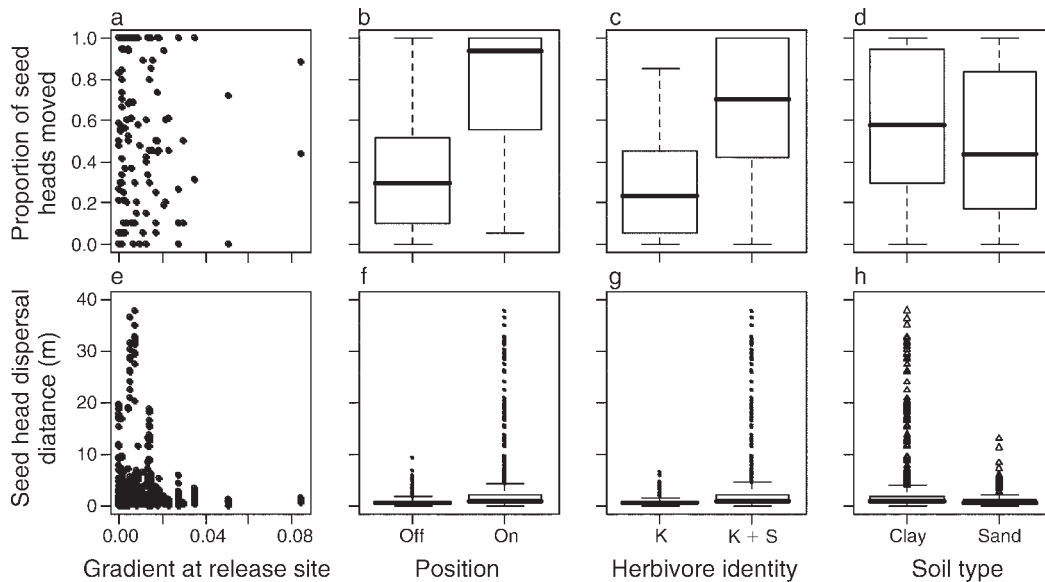 a b c d
Proportion of seed
heads moved
1.0
0.8
0.6
0.4
0.2
0.0
e f g h
Seed head dispersal
diatance (m)
40
30
20
10
0
0.00 0.04 0.08 Off On K K + S Clay Sand
Gradient at release site Position Herbivore identity Soil type